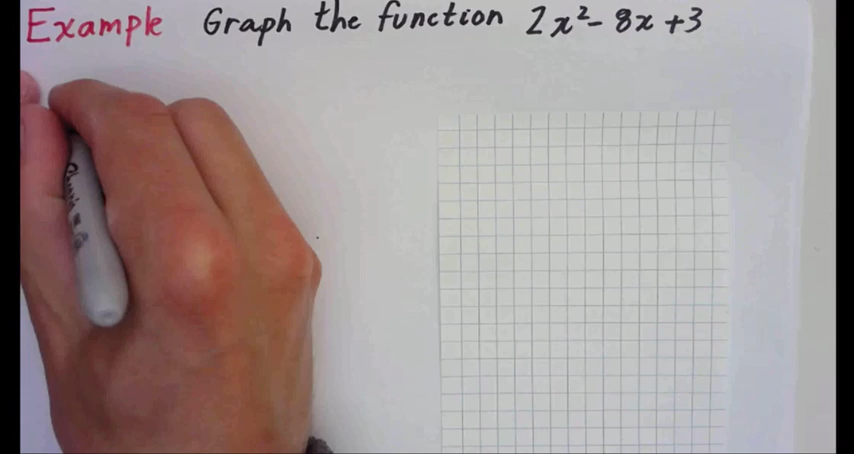 Example Graph the function 2x²- 8x +3